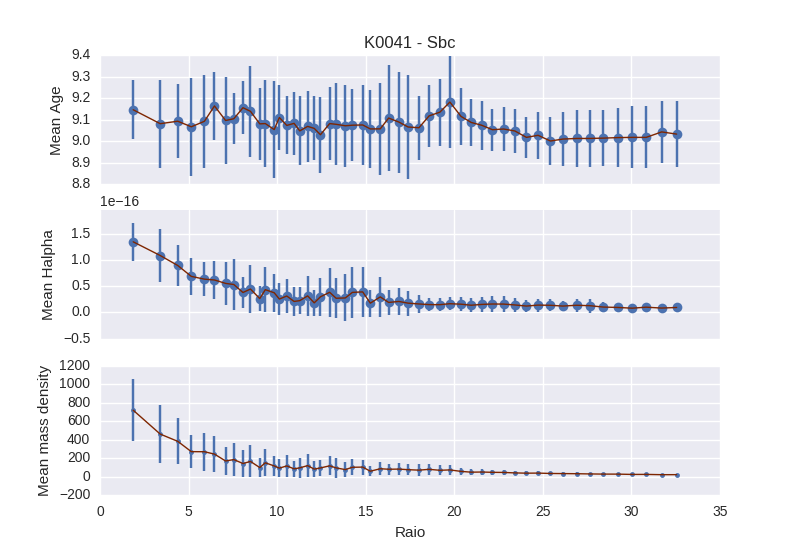 K0041 - Sbc
9.4
9.3
9.2
9.1
9.0
8.9
8.8
Mean Age
1e−16
1.5
1.0
0.5
0.0
−0.5
Mean Halpha
1200
1000
800
600
400
200
0
−200
Mean mass density
0 5 10 15 20 25 30 35
Raio